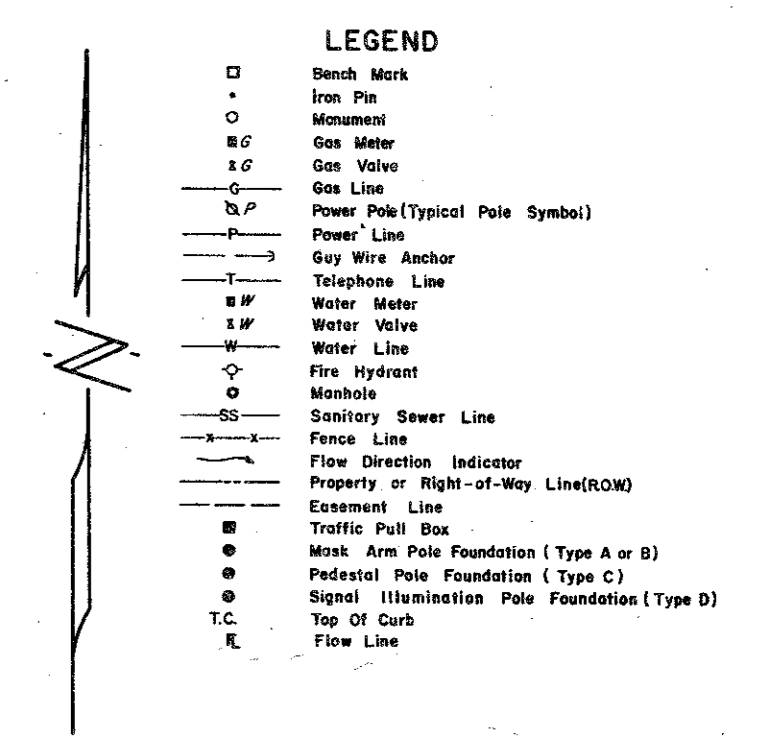 LEGEND
Bench Mark
Iron Pin
Monument
G Gas Meter
G Gas Valve
G Gas Line
P Power Pole (Typical Pole Symbol)
P Power Line
Guy Wire Anchor
T Telephone Line
W Water Meter
W Water Valve
W Water Line
Fire Hydrant
Manhole
SS Sanitary Sewer Line
x x Fence Line
Flow Direction Indicator
Property or Right-of-Way Line (R.O.W.)
Easement Line
Traffic Pull Box
Mask Arm Pole Foundation (Type A or B)
Pedestal Pole Foundation (Type C)
Signal Illumination Pole Foundation (Type D)
T.C. Top Of Curb
FL Flow Line